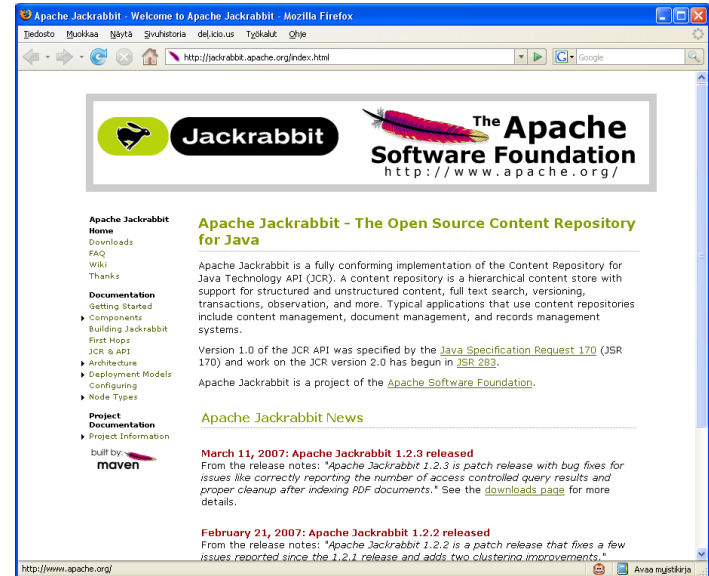 Apache Jackrabbit - Welcome to Apache Jackrabbit - Mozilla Firefox
Tiedosto Muokkaa Näytä Sivuhistoria del.icio.us Työkalut Ohje
http://jackrabbit.apache.org/index.html
G Google
Jackrabbit
The Apache
Software Foundation
http://www.apache.org/
Apache Jackrabbit
Home
Downloads
FAQ
Wiki
Thanks
Documentation
Getting Started
Components
Building Jackrabbit
First Hops
JCR & API
Architecture
Deployment Models
Configuring
Node Types
Project
Documentation
Project Information
built by:
maven
Apache Jackrabbit - The Open Source Content Repository
for Java
Apache Jackrabbit is a fully conforming implementation of the Content Repository for
Java Technology API (JCR). A content repository is a hierarchical content store with
support for structured and unstructured content, full text search, versioning,
transactions, observation, and more. Typical applications that use content repositories
include content management, document management, and records management
systems.
Version 1.0 of the JCR API was specified by the Java Specification Request 170 (JSR
170) and work on the JCR version 2.0 has begun in JSR 283.
Apache Jackrabbit is a project of the Apache Software Foundation.
Apache Jackrabbit News
March 11, 2007: Apache Jackrabbit 1.2.3 released
From the release notes: "Apache Jackrabbit 1.2.3 is patch release with bug fixes for
issues like correctly reporting the number of access controlled query results and
proper cleanup after indexing PDF documents." See the downloads page for more
details.
February 21, 2007: Apache Jackrabbit 1.2.2 released
From the release notes: "Apache Jackrabbit 1.2.2 is a patch release that fixes a few
issues reported since the 1.2.1 release and adds two clustering improvements."
http://www.apache.org/
Avaa muistikirja